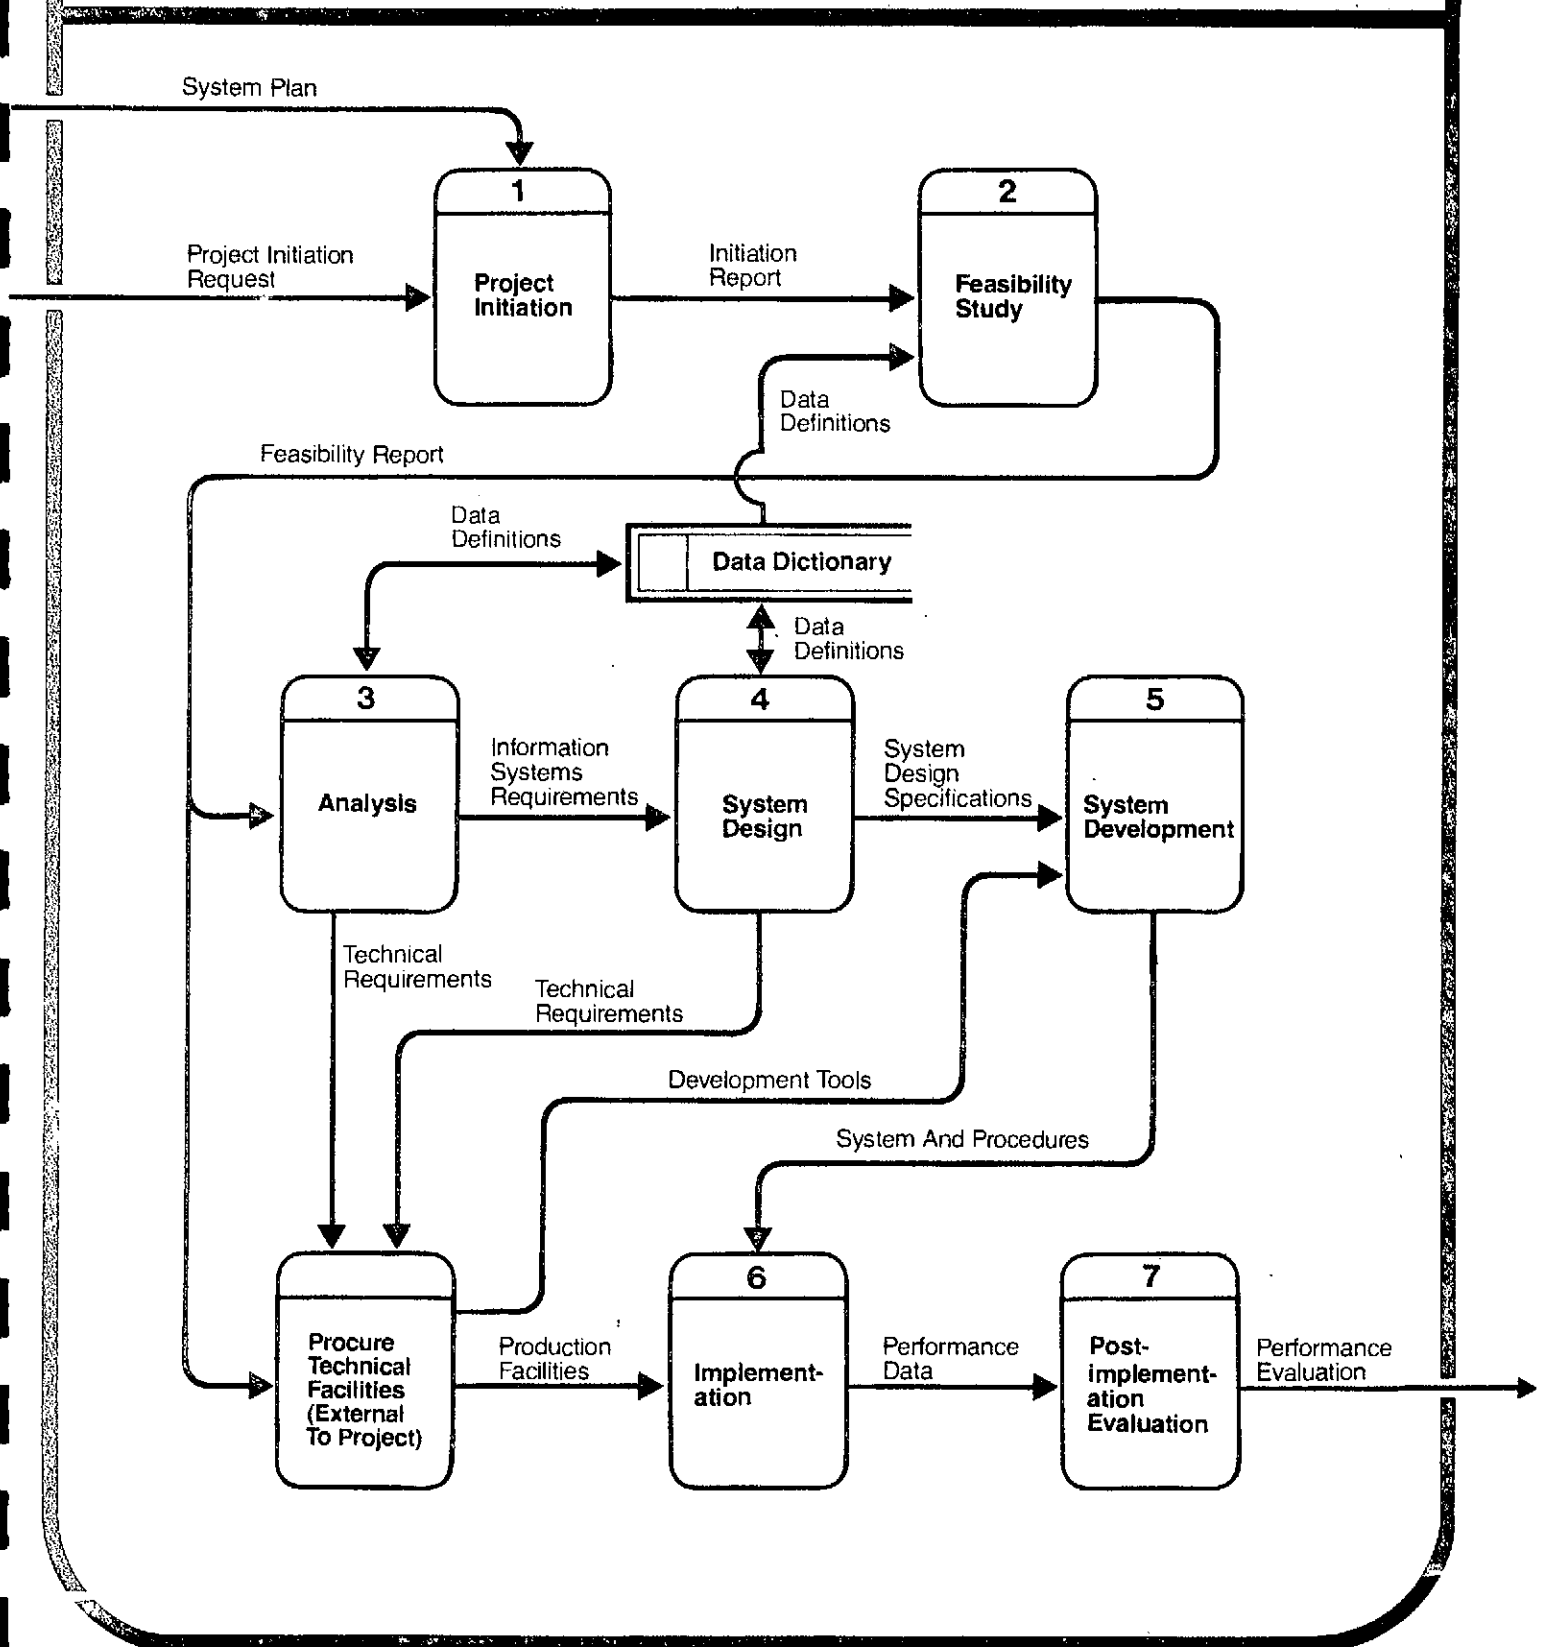 System Plan
1
2
Project Initiation
Request
Project
Initiation
Initiation
Report
Feasibility
Study
Data
Definitions
Feasibility Report
Data
Definitions
Data Dictionary
Data
Definitions
3
4
5
Analysis
Information
Systems
Requirements
System
Design
System
Design
Specifications
System
Development
Technical
Requirements
Technical
Requirements
Development Tools
System And Procedures
6
7
Procure
Technical
Facilities
(External
To Project)
Production
Facilities
Implement-
ation
Performance
Data
Post-
implement-
ation
Evaluation
Performance
Evaluation